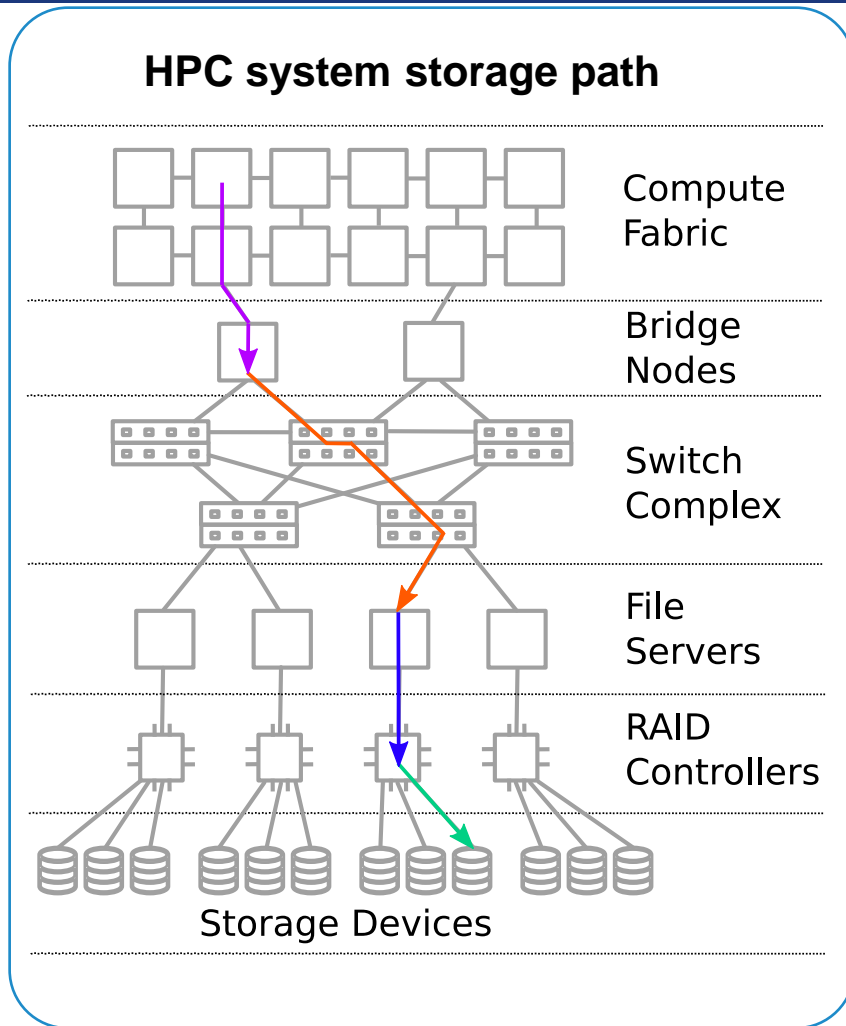 HPC system storage path
Compute
Fabric
Bridge
Nodes
Switch
Complex
File
Servers
RAID
Controllers
Storage Devices